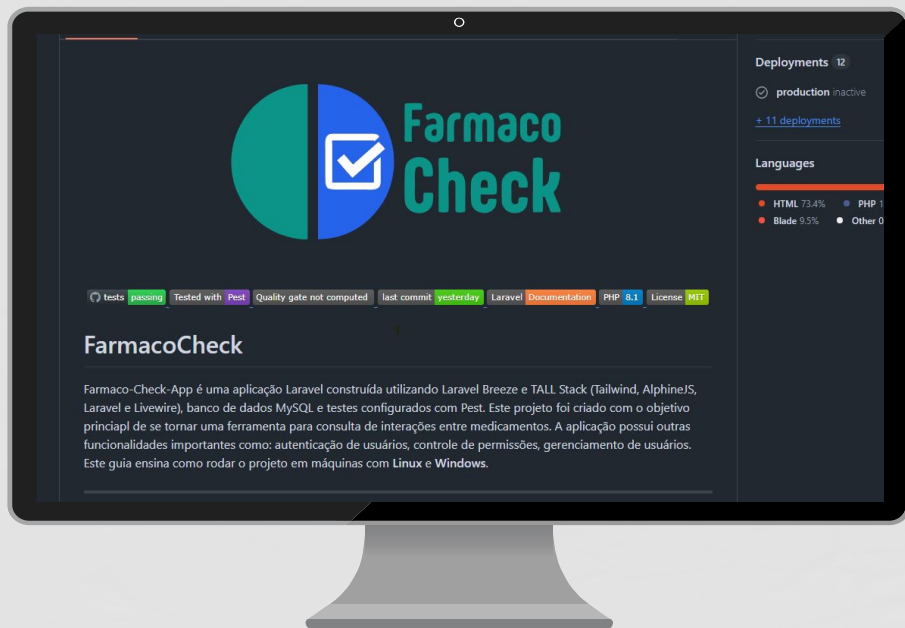 Farmaco
Check
tests passing Tested with Pest Quality gate not computed last commit yesterday Laravel Documentation PHP 8.1 License MIT
FarmacoCheck
Farmaco-Check-App é uma aplicação Laravel construída utilizando Laravel Breeze e TALL Stack (Tailwind, AlphineJS,
Laravel e Livewire), banco de dados MySQL e testes configurados com Pest. Este projeto foi criado com o objetivo
princiapl de se tornar uma ferramenta para consulta de interações entre medicamentos. A aplicação possui outras
funcionalidades importantes como: autenticação de usuários, controle de permissões, gerenciamento de usuários.
Este guia ensina como rodar o projeto em máquinas com Linux e Windows.
Deployments 12
production inactive
+ 11 deployments
Languages
HTML 73.4% PHP
Blade 9.5% Other